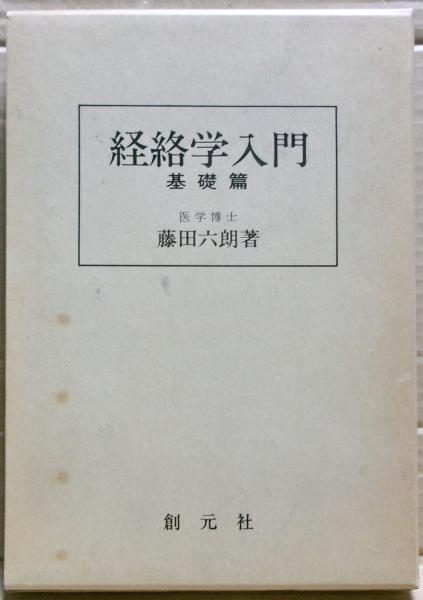 経絡学入門
基礎篇
医学博士
藤田六朗著
創元社